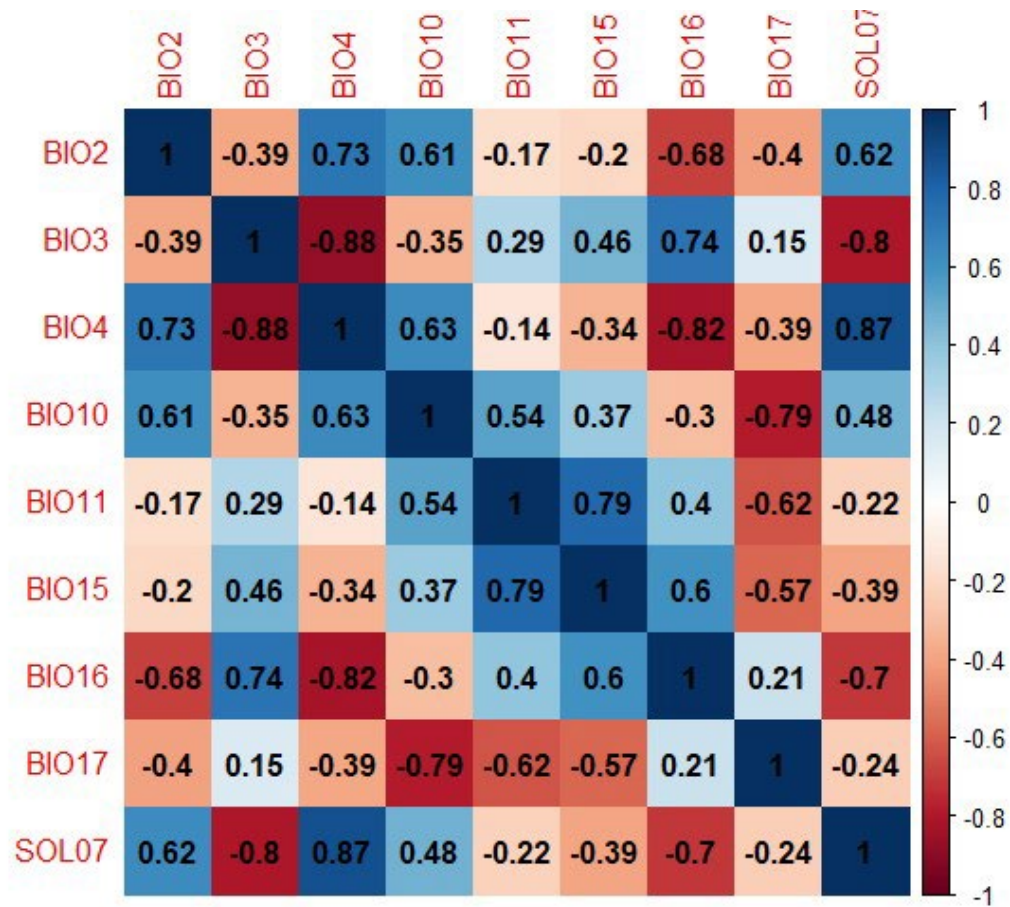 BIO2 BIO3 BIO4 BIO10 BIO11 BIO15 BIO16 BIO17 SOL07
BIO2 1 -0.39 0.73 0.61 -0.17 -0.2 -0.68 -0.4 0.62
BIO3 -0.39 1 -0.88 -0.35 0.29 0.46 0.74 0.15 -0.8
BIO4 0.73 -0.88 1 0.63 -0.14 -0.34 -0.82 -0.39 0.87
BIO10 0.61 -0.35 0.63 1 0.54 0.37 -0.3 -0.79 0.48
BIO11 -0.17 0.29 -0.14 0.54 1 0.79 0.4 -0.62 -0.22
BIO15 -0.2 0.46 -0.34 0.37 0.79 1 0.6 -0.57 -0.39
BIO16 -0.68 0.74 -0.82 -0.3 0.4 0.6 1 0.21 -0.7
BIO17 -0.4 0.15 -0.39 -0.79 -0.62 -0.57 0.21 1 -0.24
SOL07 0.62 -0.8 0.87 0.48 -0.22 -0.39 -0.7 -0.24 1
1
0.8
0.6
0.4
0.2
0
-0.2
-0.4
-0.6
-0.8
-1